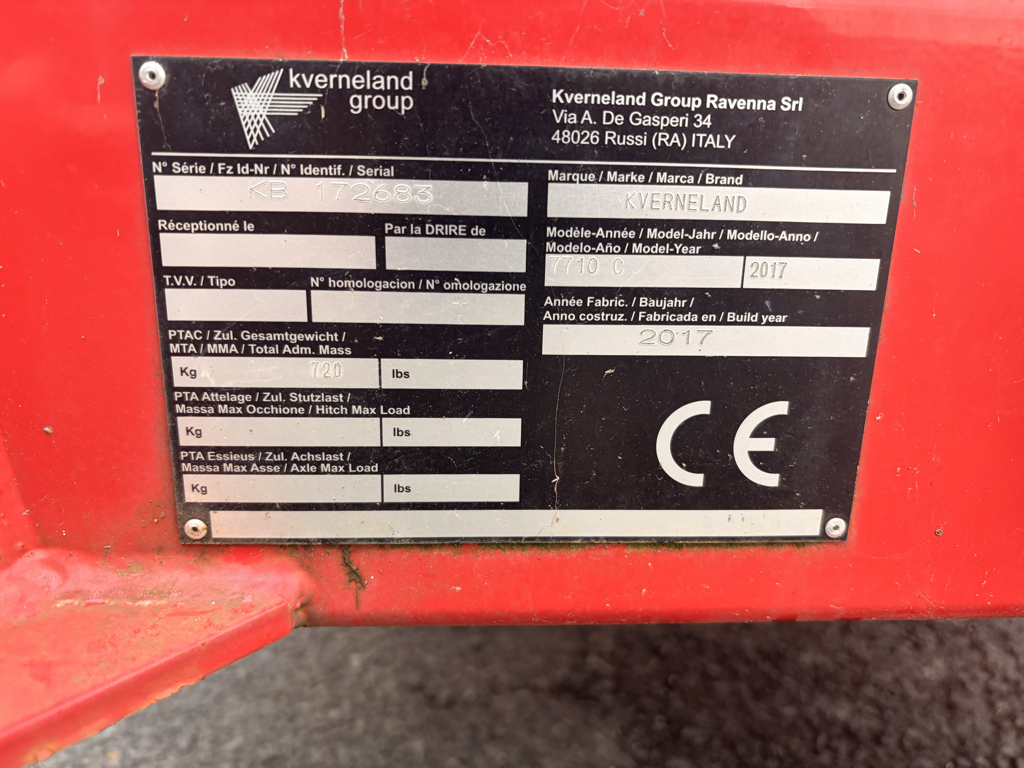 kverneland
group
Kverneland Group Ravenna Srl
Via A. De Gasperi 34
48026 Russi (RA) ITALY
N° Série / Fz Id-Nr / N° Identif. / Serial
KB 172683
Réceptionné le
Par la DRIRE de
T.V.V. / Tipo
N° homologacion / N° omologazione
PTAC / Zul. Gesamtgewicht /
MTA / MMA / Total Adm. Mass
Kg 720 lbs
PTA Attelage / Zul. Stutzlast /
Massa Max Occhione / Hitch Max Load
Kg lbs
PTA Essieus / Zul. Achslast /
Massa Max Asse / Axle Max Load
Kg lbs
Marque / Marke / Marca / Brand
KVERNELAND
Modèle-Année / Model-Jahr / Modello-Anno /
Modelo-Año / Model-Year
7710 C 2017
Année Fabric. / Baujahr /
Anno costruz. / Fabricada en / Build year
2017
CE